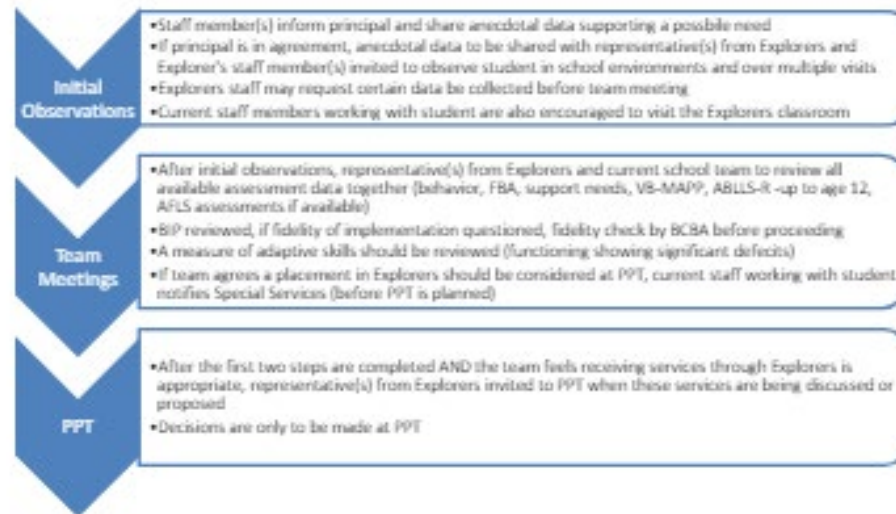 Initial
Observations
•Staff member(s) inform principal and share anecdotal data supporting a possbile need
•If principal is in agreement, anecdotal data to be shared with representative(s) from Explorers and
Explorer's staff member(s) invited to observe student in school environments and over multiple visits
•Explorers staff may request certain data be collected before team meeting
•Current staff members working with student are also encouraged to visit the Explorers classroom
Team
Meetings
•After initial observations, representative(s) from Explorers and current school team to review all
available assessment data together (behavior, FBA, support needs, VB-MAPP, ABLLS-R -up to age 12,
AFLS assessments if available)
•BIP reviewed, if fidelity of implementation questioned, fidelity check by BCBA before proceeding
•A measure of adaptive skills should be reviewed (functioning showing significant defecits)
•If team agrees a placement in Explorers should be considered at PPT, current staff working with student
notifies Special Services (before PPT is planned)
PPT
•After the first two steps are completed AND the team feels receiving services through Explorers is
appropriate, representative(s) from Explorers invited to PPT when these services are being discussed or
proposed
•Decisions are only to be made at PPT